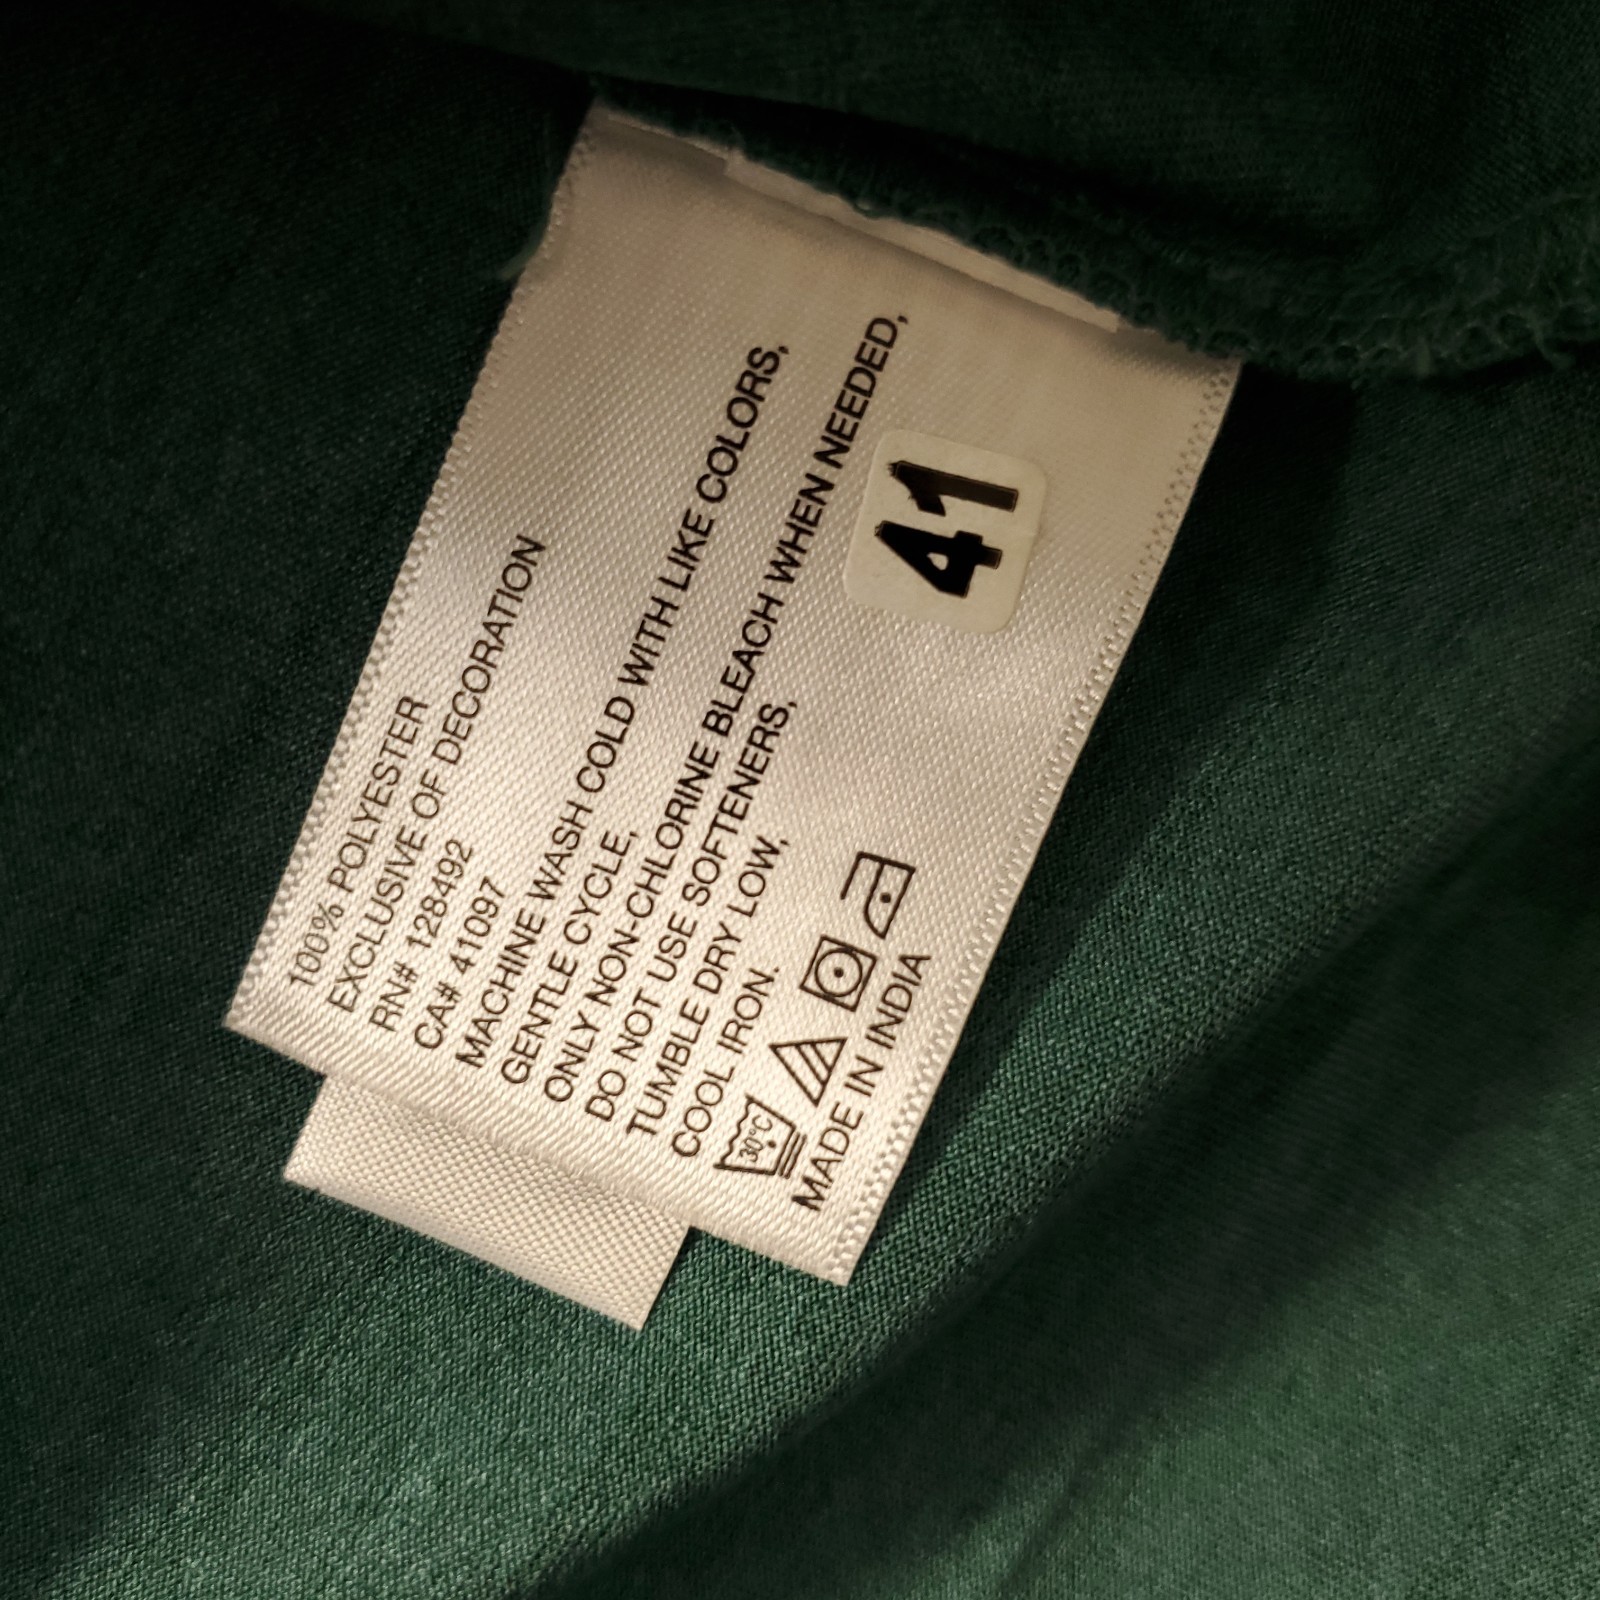 100% POLYESTER
EXCLUSIVE OF DECORATION
RN# 128492
CA# 41097
MACHINE WASH COLD WITH LIKE COLORS,
GENTLE CYCLE,
ONLY NON-CHLORINE BLEACH WHEN NEEDED,
DO NOT USE SOFTENERS,
TUMBLE DRY LOW,
COOL IRON.
30°C
MADE IN INDIA
41